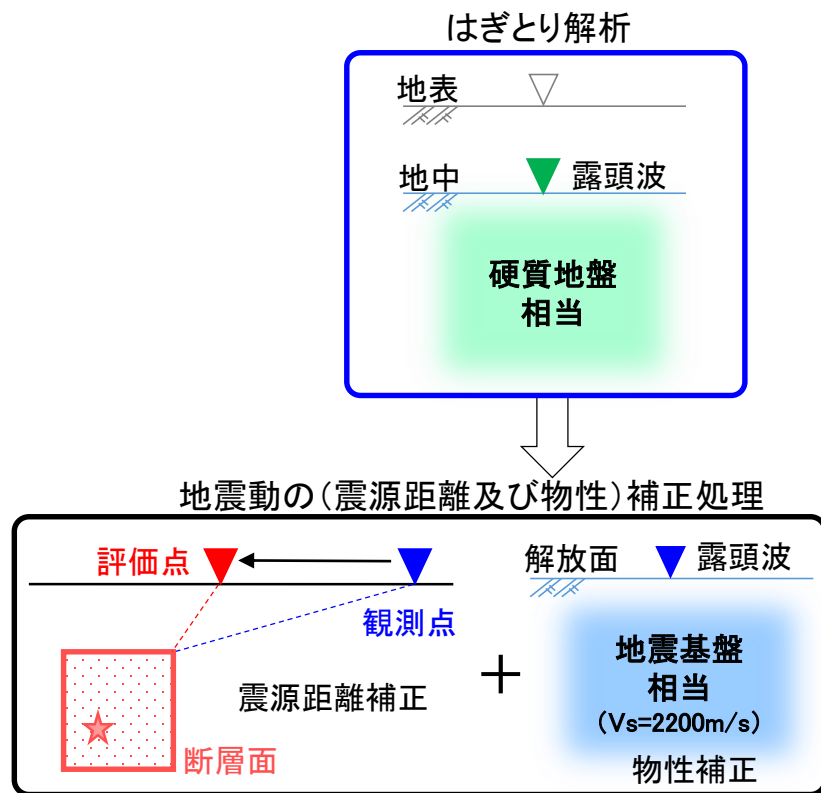 はぎとり解析
地表
地中
露頭波
硬質地盤
相当
地震動の(震源距離及び物性)補正処理
評価点
観測点
震源距離補正
断層面
+
解放面
露頭波
地震基盤
相当
(Vs=2200m/s)
物性補正